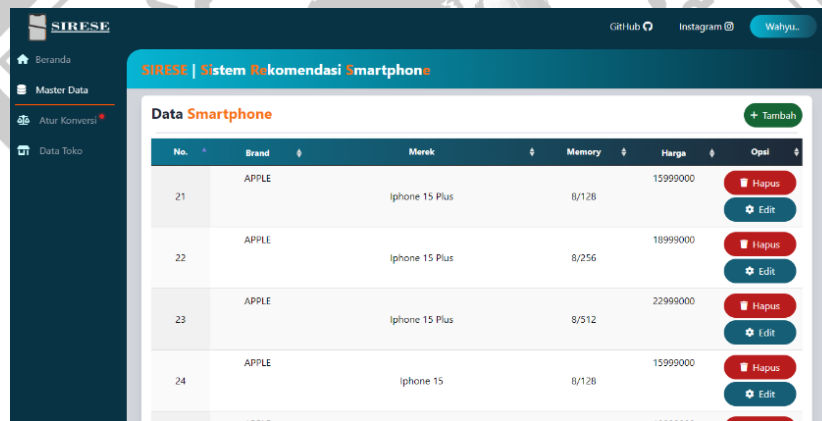 SIRESE
GitHub Instagram Wahyu..
Beranda
Master Data
Atur Konversi
Data Toko
SIRESE | Sistem Rekomendasi Smartphone
Data Smartphone
+ Tambah
No. Brand Merek Memory Harga Opsi
21 APPLE Iphone 15 Plus 8/128 15999000 Hapus
Edit
22 APPLE Iphone 15 Plus 8/256 18999000 Hapus
Edit
23 APPLE Iphone 15 Plus 8/512 22999000 Hapus
Edit
24 APPLE Iphone 15 8/128 15999000 Hapus
Edit